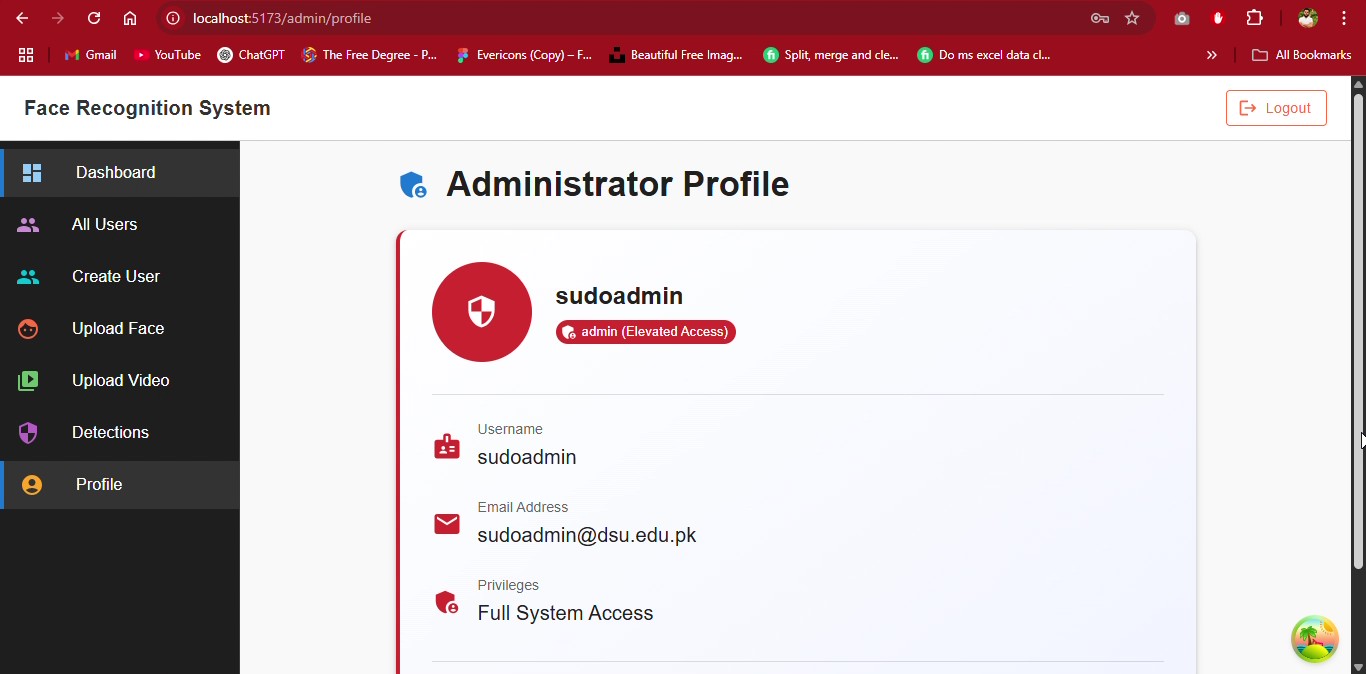 localhost:5173/admin/profile
Gmail
YouTube
ChatGPT
The Free Degree - P...
Evericons (Copy) – F...
Beautiful Free Imag...
Split, merge and cle...
Do ms excel data cl...
»
All Bookmarks
Face Recognition System
Logout
Dashboard
All Users
Create User
Upload Face
Upload Video
Detections
Profile
Administrator Profile
sudoadmin
admin (Elevated Access)
Username
sudoadmin
Email Address
sudoadmin@dsu.edu.pk
Privileges
Full System Access